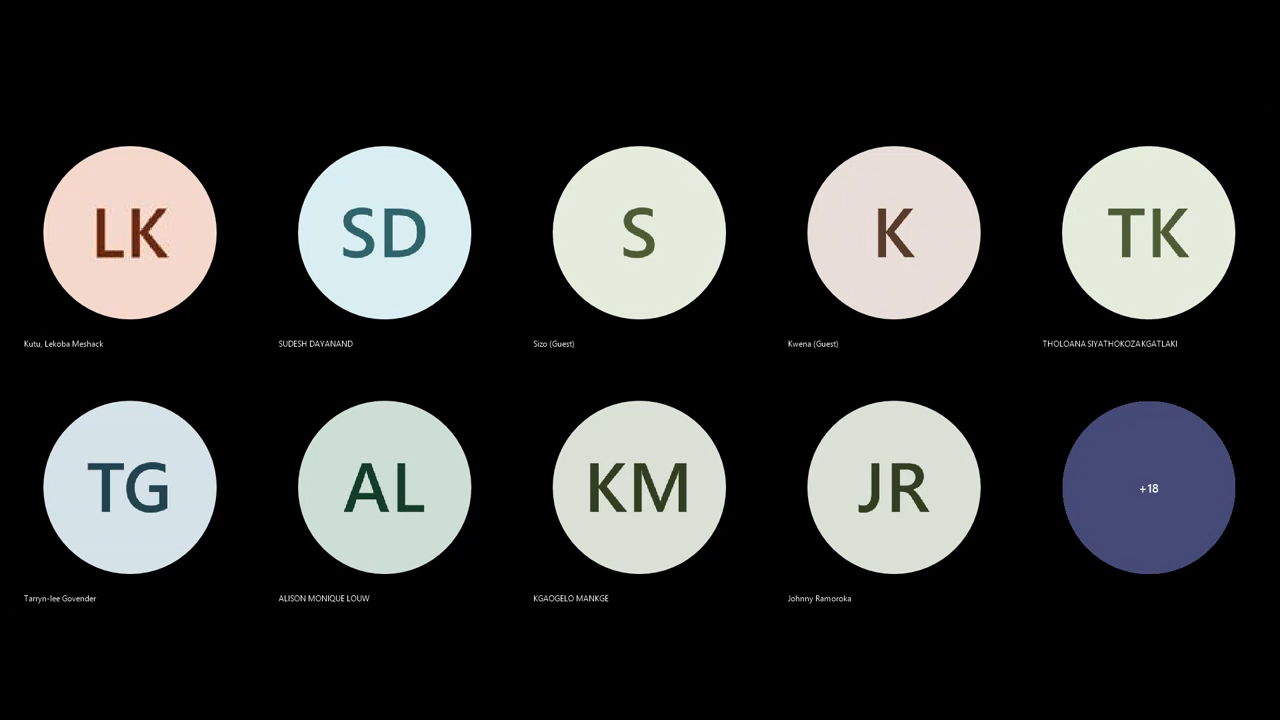 LK SD S K TK
Kutu, Lekoba Meshack SUDESH DAYANAND Sizo (Guest) Kwena (Guest) THOLOANA SIYATHOKOZA KGATLAKI
TG AL KM JR +18
Tarryn-lee Govender ALISON MONIQUE LOUW KGAOGELO MANKGE Johnny Ramoroka